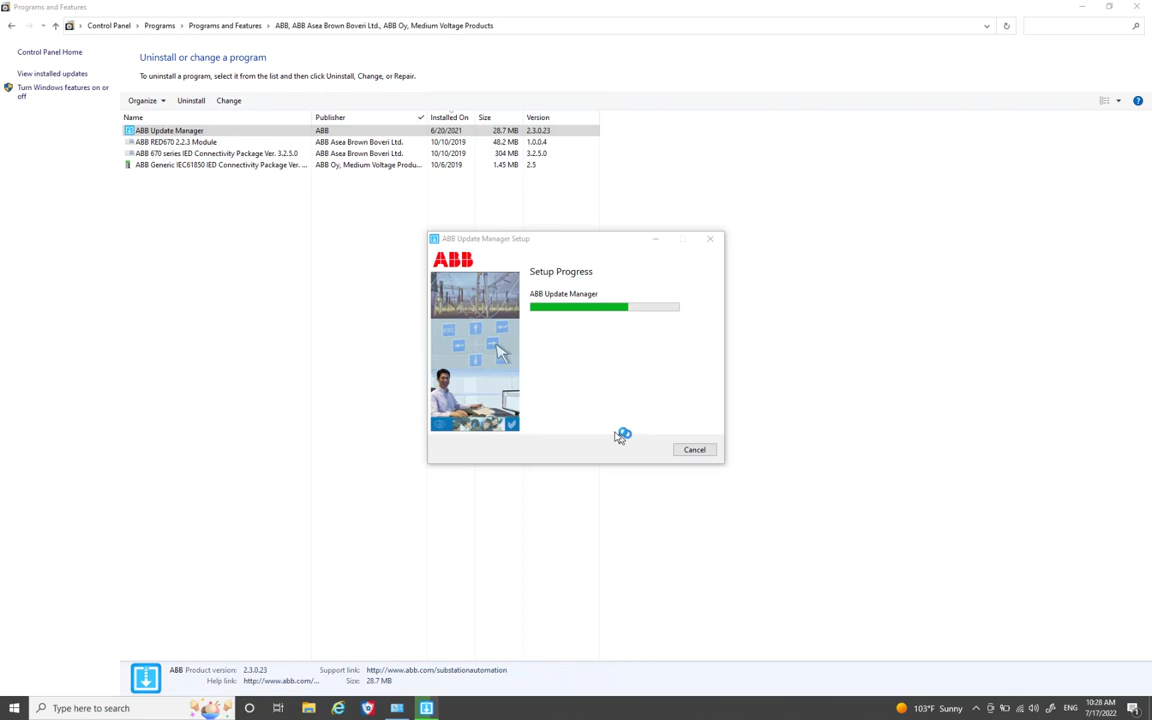 Programs and Features
Control Panel > Programs > Programs and Features > ABB, ABB Asea Brown Boveri Ltd., ABB Oy, Medium Voltage Products
Control Panel Home
View installed updates
Turn Windows features on or off
Uninstall or change a program
To uninstall a program, select it from the list and then click Uninstall, Change, or Repair.
Organize Uninstall Change
Name Publisher Installed On Size Version
ABB Update Manager ABB 6/20/2021 28.7 MB 2.3.0.23
ABB RED670 2.2.3 Module ABB Asea Brown Boveri Ltd. 10/10/2019 48.2 MB 1.0.0.4
ABB 670 series IED Connectivity Package Ver. 3.2.5.0 ABB Asea Brown Boveri Ltd. 10/10/2019 304 MB 3.2.5.0
ABB Generic IEC61850 IED Connectivity Package Ver. ... ABB Oy, Medium Voltage Produ... 10/6/2019 1.45 MB 2.5
ABB Update Manager Setup
ABB
Setup Progress
ABB Update Manager
Cancel
ABB Product version: 2.3.0.23 Support link: http://www.abb.com/substationautomation
Help link: http://www.abb.com/... Size: 28.7 MB
Type here to search
103°F Sunny
ENG
10:28 AM
7/17/2022
1